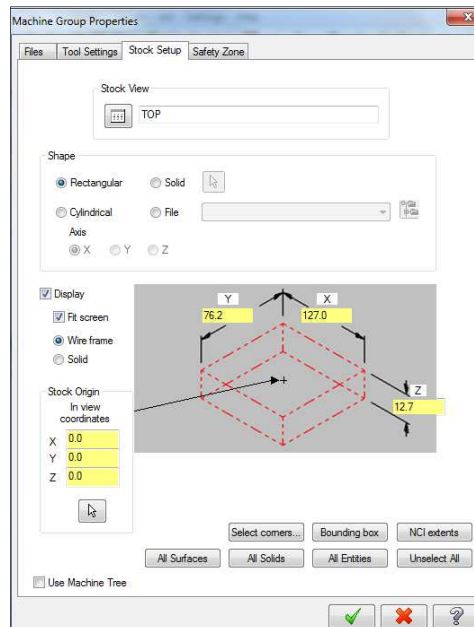 Machine Group Properties
Files Tool Settings Stock Setup Safety Zone
Stock View
TOP
Shape
Rectangular Solid
Cylindrical File
Axis
X Y Z
Display
Fit screen
Wire frame
Solid
Y X
76.2 127.0
Z
12.7
Stock Origin
In view
coordinates
X 0.0
Y 0.0
Z 0.0
Select corners... Bounding box NCI extents
All Surfaces All Solids All Entities Unselect All
Use Machine Tree